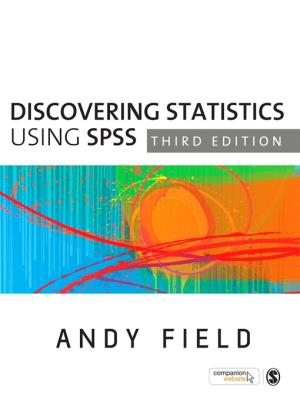 DISCOVERING STATISTICS
USING SPSS THIRD EDITION
ANDY FIELD
companion
website
S